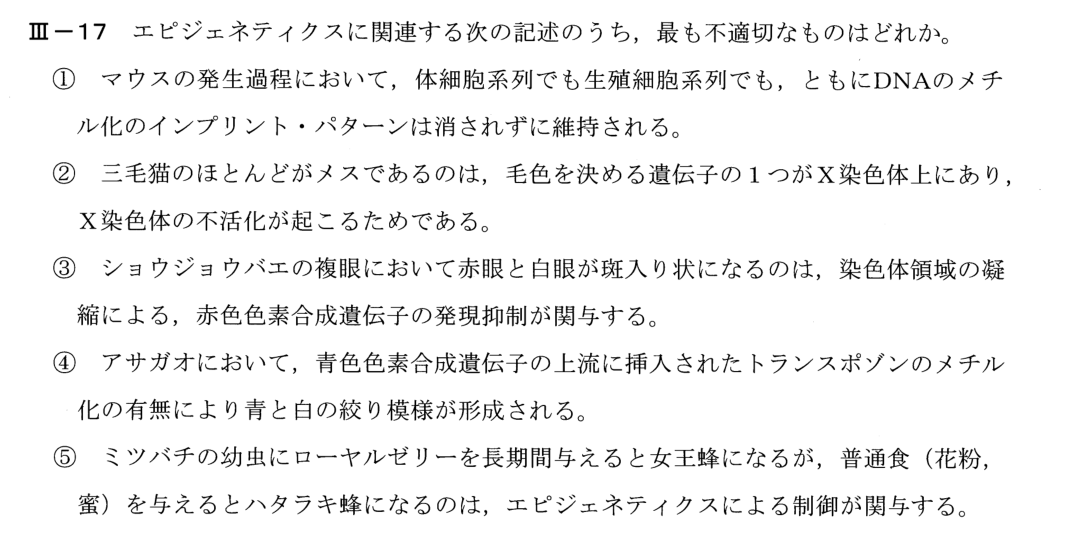 Ⅲ－17　エピジェネティクスに関連する次の記述のうち，最も不適切なものはどれか。
①　マウスの発生過程において，体細胞系列でも生殖細胞系列でも，ともにDNAのメチ
ル化のインプリント・パターンは消されずに維持される。
②　三毛猫のほとんどがメスであるのは，毛色を決める遺伝子の１つがＸ染色体上にあり，
Ｘ染色体の不活化が起こるためである。
③　ショウジョウバエの複眼において赤眼と白眼が斑入り状になるのは，染色体領域の凝
縮による，赤色色素合成遺伝子の発現抑制が関与する。
④　アサガオにおいて，青色色素合成遺伝子の上流に挿入されたトランスポゾンのメチル
化の有無により青と白の絞り模様が形成される。
⑤　ミツバチの幼虫にローヤルゼリーを長期間与えると女王蜂になるが，普通食（花粉，
蜜）を与えるとハタラキ蜂になるのは，エピジェネティクスによる制御が関与する。